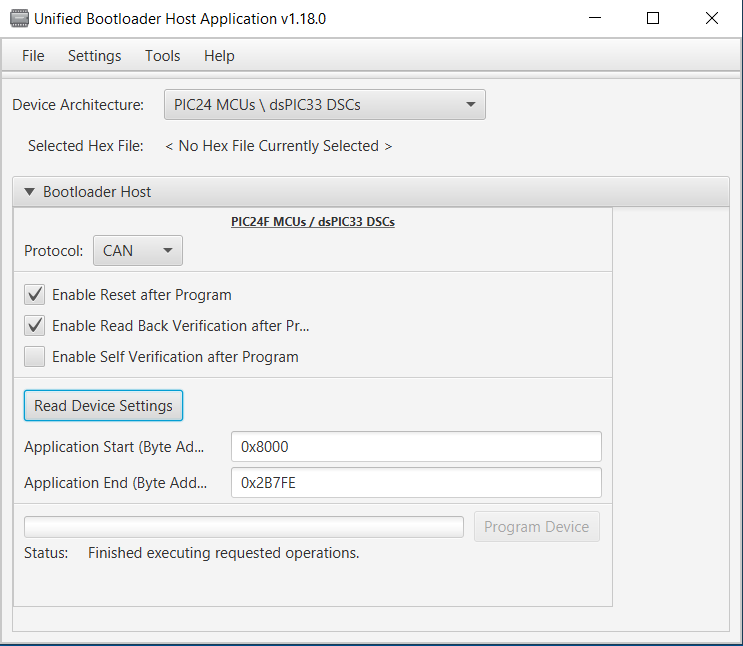 Unified Bootloader Host Application v1.18.0
File Settings Tools Help
Device Architecture: PIC24 MCUs \ dsPIC33 DSCs
Selected Hex File: < No Hex File Currently Selected >
Bootloader Host
PIC24F MCUs / dsPIC33 DSCs
Protocol: CAN
Enable Reset after Program
Enable Read Back Verification after Pr...
Enable Self Verification after Program
Read Device Settings
Application Start (Byte Ad... 0x8000
Application End (Byte Add... 0x2B7FE
Program Device
Status: Finished executing requested operations.